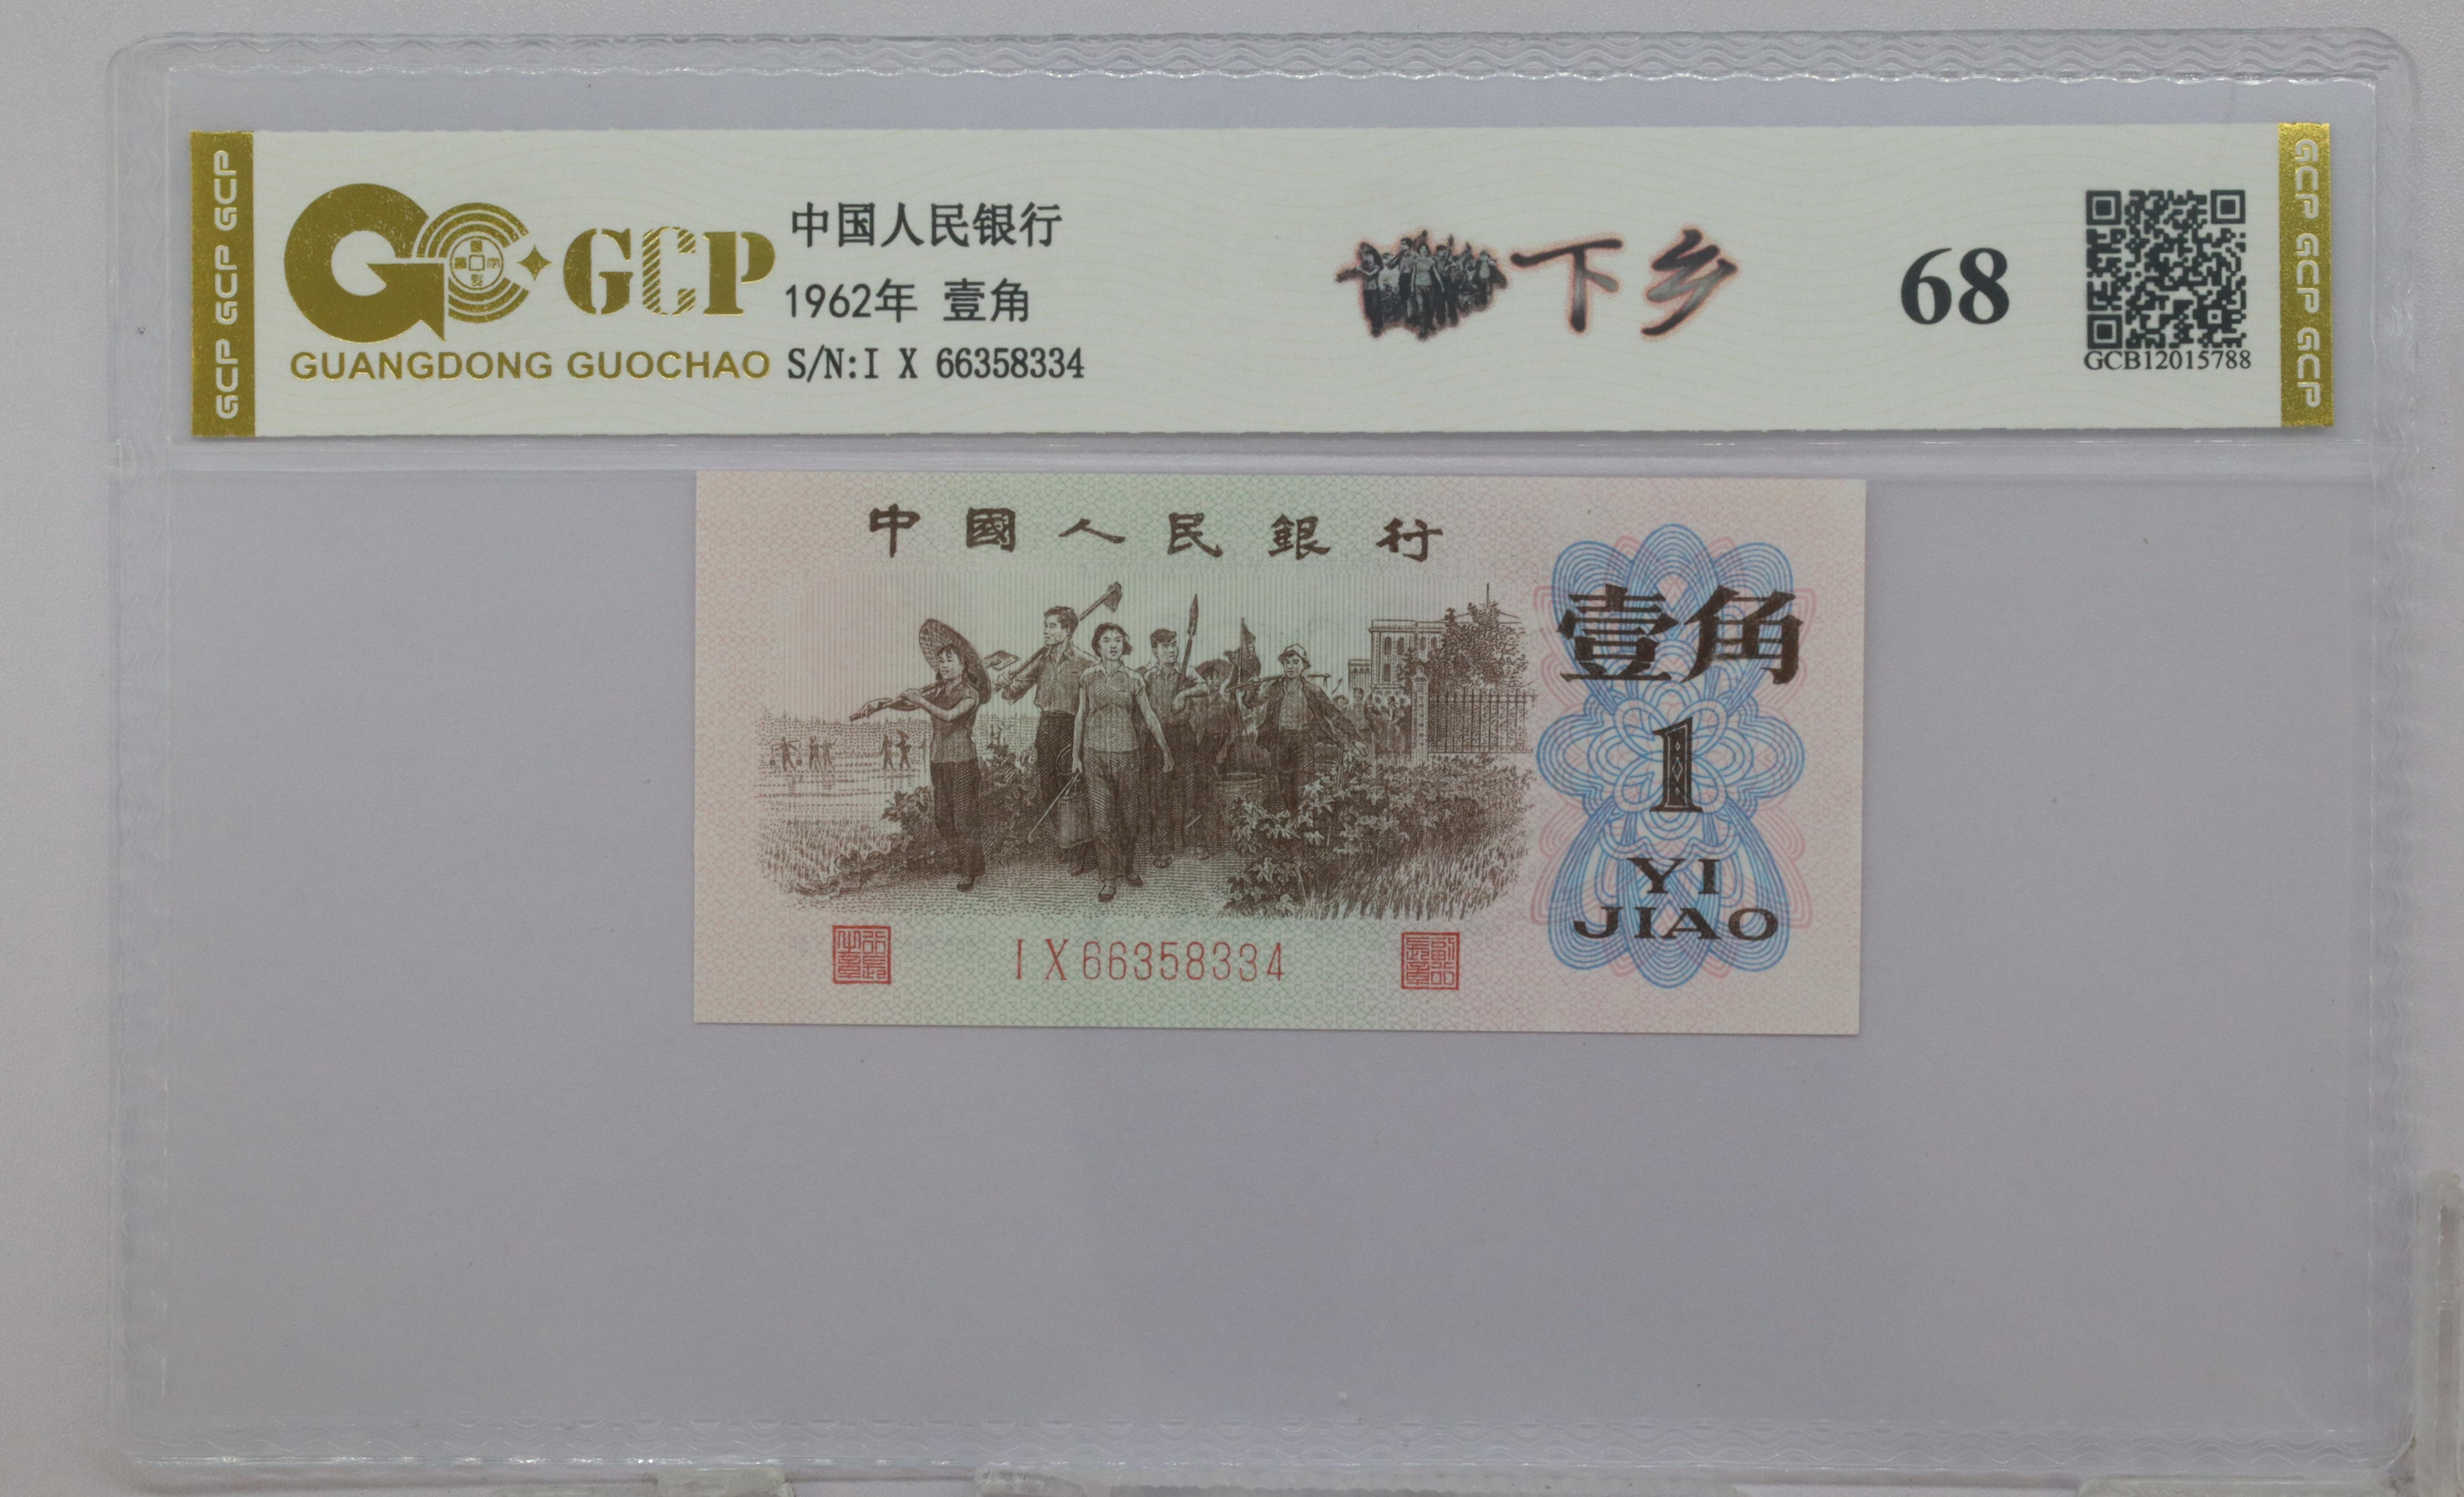 GCP GCP GCP
GCP
GUANGDONG GUOCHAO
中国人民银行
1962年 壹角
S/N:I X 66358334
下乡
68
GCB12015788
GCP GCP GCP
中國人民銀行
壹角
1
YI
JIAO
I X 66358334